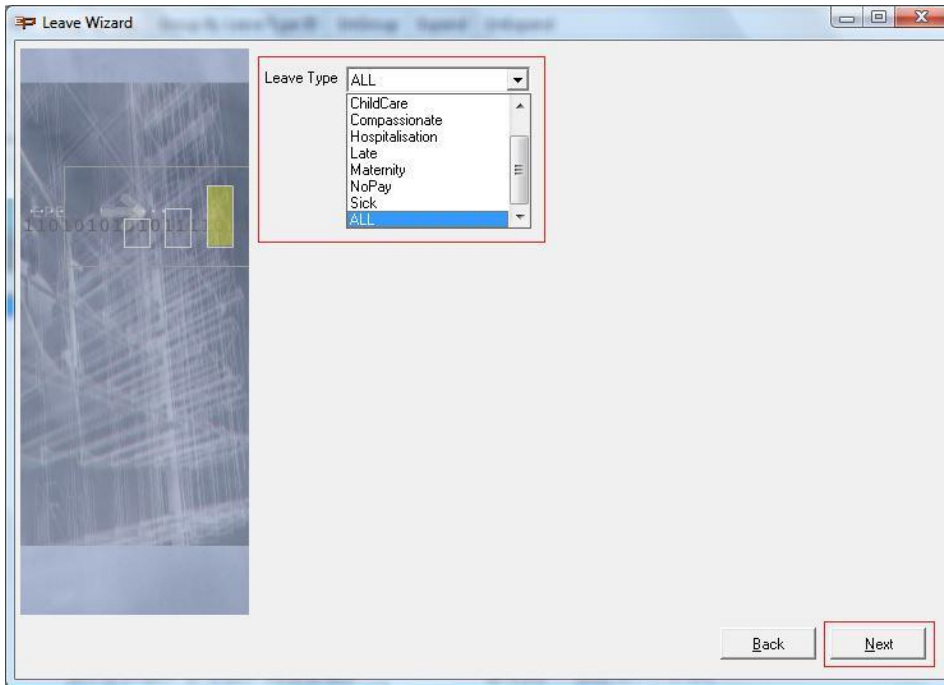 Leave Wizard
Leave Type ALL
ChildCare
Compassionate
Hospitalisation
Late
Maternity
NoPay
Sick
ALL
Back Next